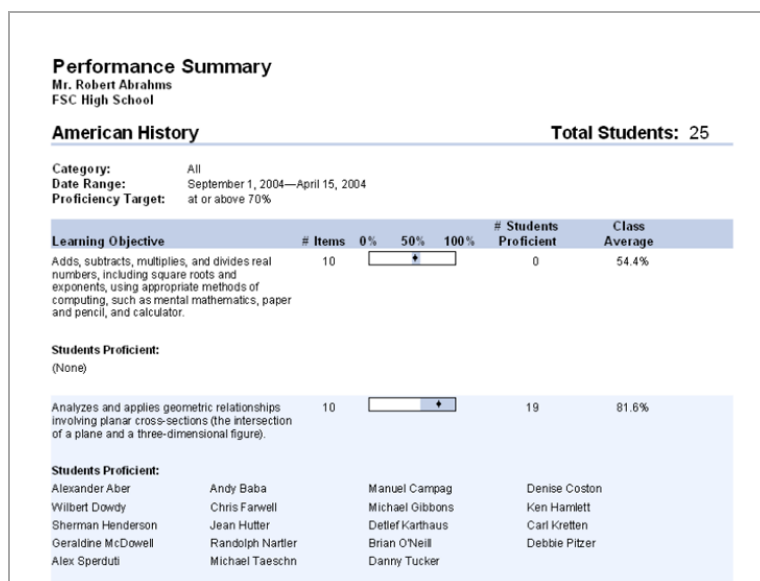 Performance Summary
Mr. Robert Abrahms
FSC High School
American History Total Students: 25
Category: All
Date Range: September 1, 2004—April 15, 2004
Proficiency Target: at or above 70%
# Students Class
Learning Objective # Items 0% 50% 100% Proficient Average
Adds, subtracts, multiplies, and divides real 10 0 54.4%
numbers, including square roots and
exponents, using appropriate methods of
computing, such as mental mathematics, paper
and pencil, and calculator.
Students Proficient:
(None)
Analyzes and applies geometric relationships 10 19 81.6%
involving planar cross-sections (the intersection
of a plane and a three-dimensional figure).
Students Proficient:
Alexander Aber Andy Baba Manuel Campag Denise Coston
Wilbert Dowdy Chris Farwell Michael Gibbons Ken Hamlett
Sherman Henderson Jean Hutter Detlef Karthaus Carl Kretten
Geraldine McDowell Randolph Nartler Brian O'Neill Debbie Pitzer
Alex Sperduti Michael Taeschn Danny Tucker